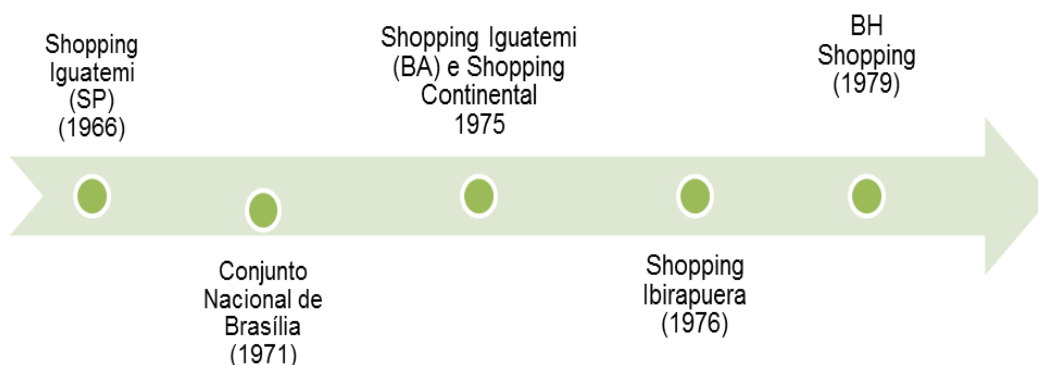 Shopping
Iguatemi
(SP)
(1966)
Conjunto
Nacional de
Brasília
(1971)
Shopping Iguatemi
(BA) e Shopping
Continental
1975
Shopping
Ibirapuera
(1976)
BH
Shopping
(1979)